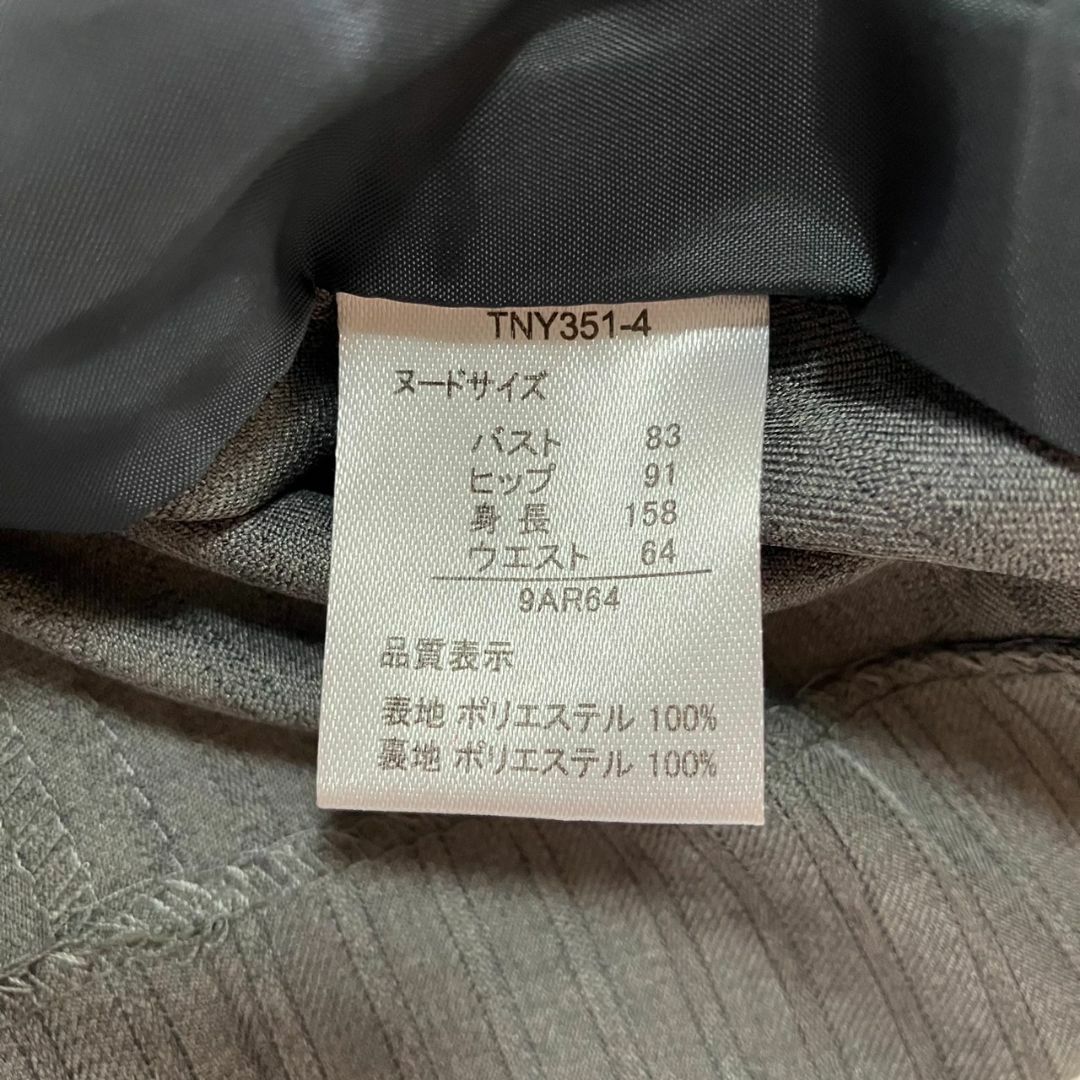 TNY351-4
ヌードサイズ
バスト 83
ヒップ 91
身長 158
ウエスト 64
9AR64
品質表示
表地 ポリエステル 100%
裏地 ポリエステル 100%